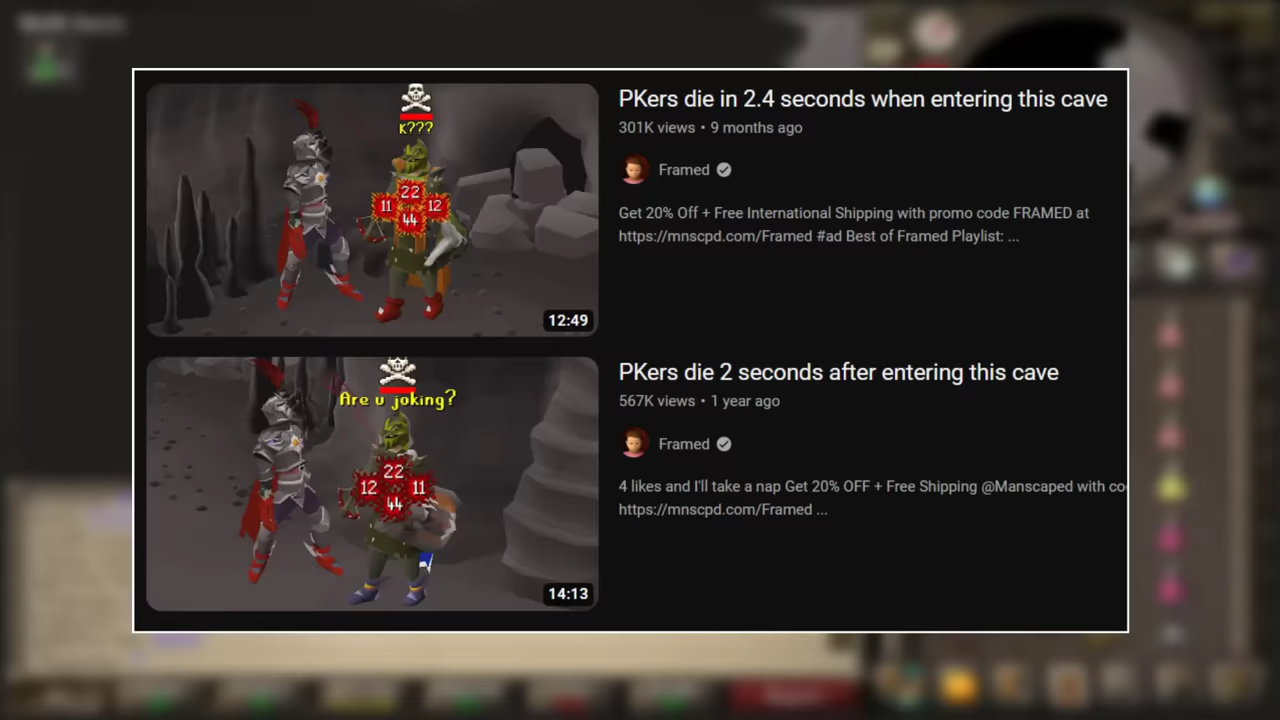 K???
22
11 12
44
12:49
PKers die in 2.4 seconds when entering this cave
301K views • 9 months ago
Framed
Get 20% Off + Free International Shipping with promo code FRAMED at
https://mnscpd.com/Framed #ad Best of Framed Playlist: ...
Are u joking?
22
12 11
44
14:13
PKers die 2 seconds after entering this cave
567K views • 1 year ago
Framed
4 likes and I'll take a nap Get 20% OFF + Free Shipping @Manscaped with co
https://mnscpd.com/Framed ...